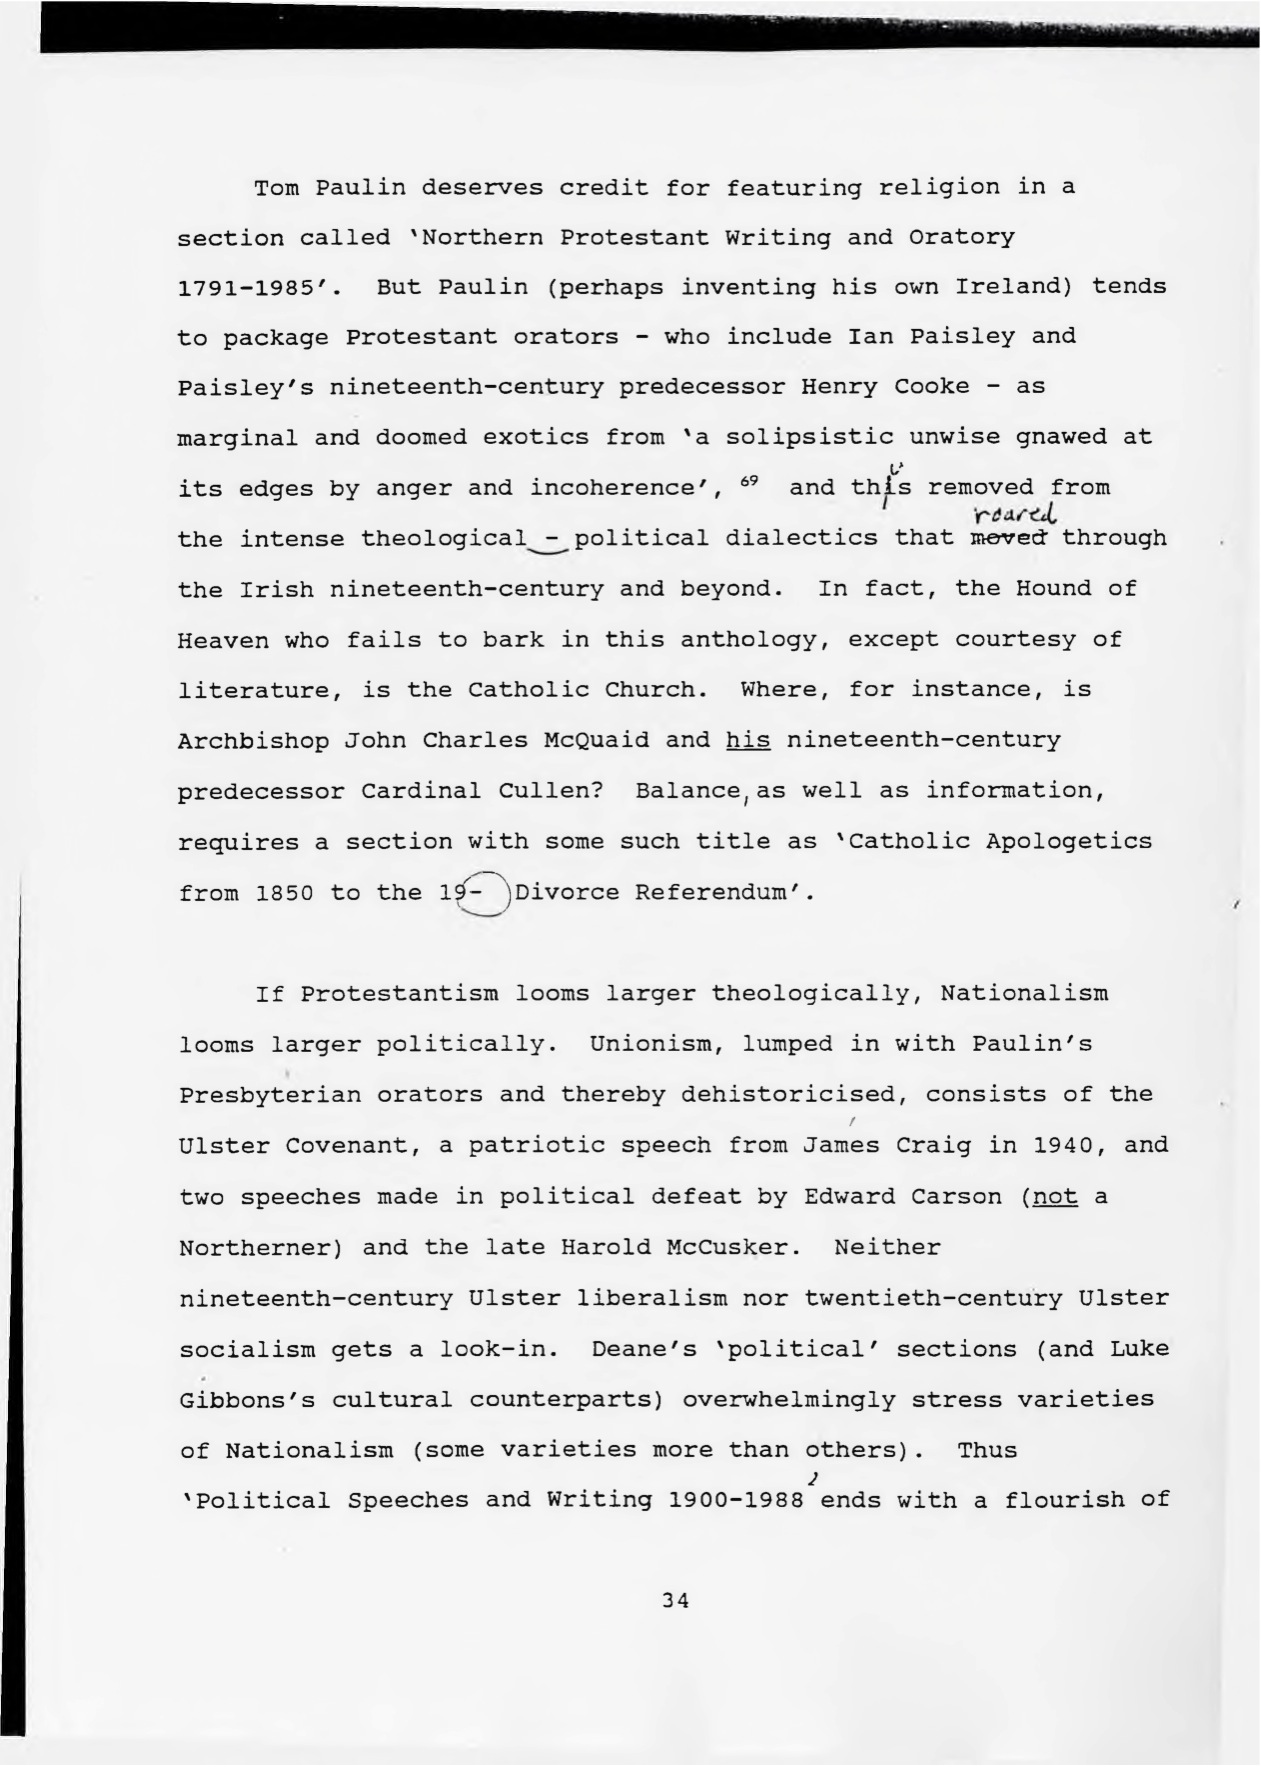 Tom Paulin deserves credit for featuring religion in a
section called 'Northern Protestant Writing and Oratory
1791-1985'. But Paulin (perhaps inventing his own Ireland) tends
to package Protestant orators - who include Ian Paisley and
Paisley's nineteenth-century predecessor Henry Cooke - as
marginal and doomed exotics from 'a solipsistic unwise gnawed at
its edges by anger and incoherence', 69 and this removed from
roared
the intense theological - political dialectics that moved through
the Irish nineteenth-century and beyond. In fact, the Hound of
Heaven who fails to bark in this anthology, except courtesy of
literature, is the Catholic Church. Where, for instance, is
Archbishop John Charles McQuaid and his nineteenth-century
predecessor Cardinal Cullen? Balance, as well as information,
requires a section with some such title as 'Catholic Apologetics
from 1850 to the 19- Divorce Referendum'.
If Protestantism looms larger theologically, Nationalism
looms larger politically. Unionism, lumped in with Paulin's
Presbyterian orators and thereby dehistoricised, consists of the
Ulster Covenant, a patriotic speech from James Craig in 1940, and
two speeches made in political defeat by Edward Carson (not a
Northerner) and the late Harold McCusker. Neither
nineteenth-century Ulster liberalism nor twentieth-century Ulster
socialism gets a look-in. Deane's 'political' sections (and Luke
Gibbons's cultural counterparts) overwhelmingly stress varieties
of Nationalism (some varieties more than others). Thus
'Political Speeches and Writing 1900-1988' ends with a flourish of
34